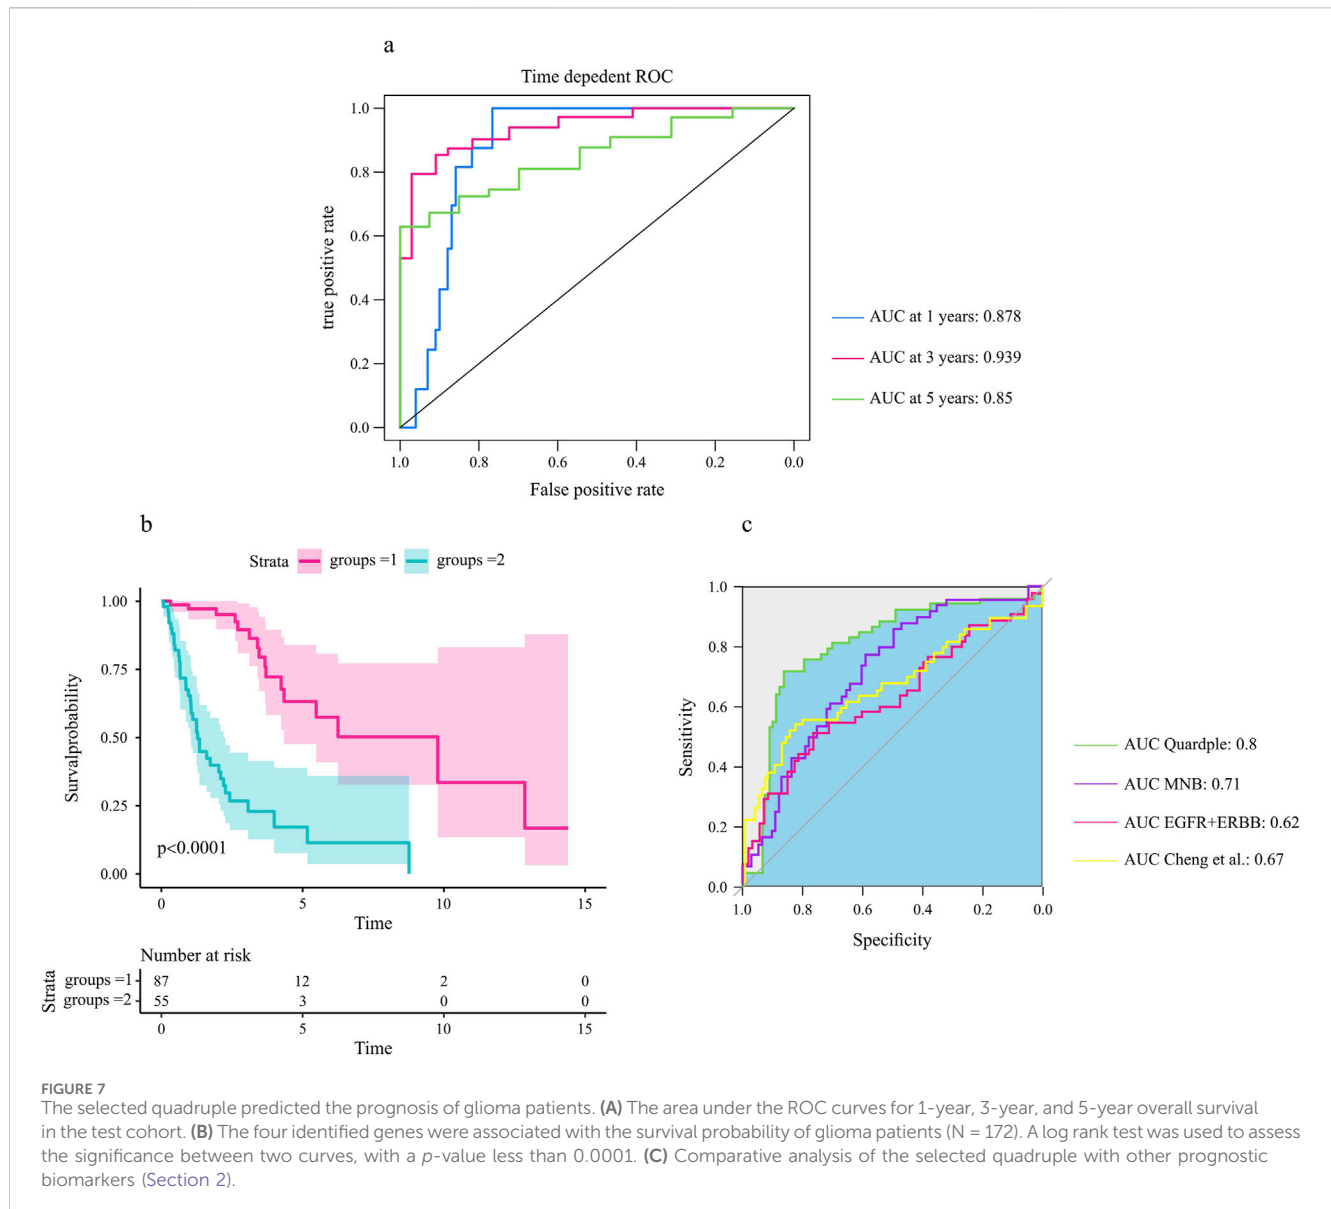 a
Time depedent ROC
1.0
0.8
0.6
0.4
0.2
0.0
true positive rate
1.0 0.8 0.6 0.4 0.2 0.0
False positive rate
AUC at 1 years: 0.878
AUC at 3 years: 0.939
AUC at 5 years: 0.85
b
Strata groups =1 groups =2
1.00
0.75
0.50
0.25
0.00
Survalprobability
p<0.0001
0 5 10 15
Time
Number at risk
Strata
groups =1 87 12 2 0
groups =2 55 3 0 0
0 5 10 15
Time
c
1.0
0.8
0.6
0.4
0.2
0.0
Sensitivity
1.0 0.8 0.6 0.4 0.2 0.0
Specificity
AUC Quardple: 0.8
AUC MNB: 0.71
AUC EGFR+ERBB: 0.62
AUC Cheng et al.: 0.67
FIGURE 7
The selected quadruple predicted the prognosis of glioma patients. (A) The area under the ROC curves for 1-year, 3-year, and 5-year overall survival
in the test cohort. (B) The four identified genes were associated with the survival probability of glioma patients (N = 172). A log rank test was used to assess
the significance between two curves, with a p-value less than 0.0001. (C) Comparative analysis of the selected quadruple with other prognostic
biomarkers (Section 2).